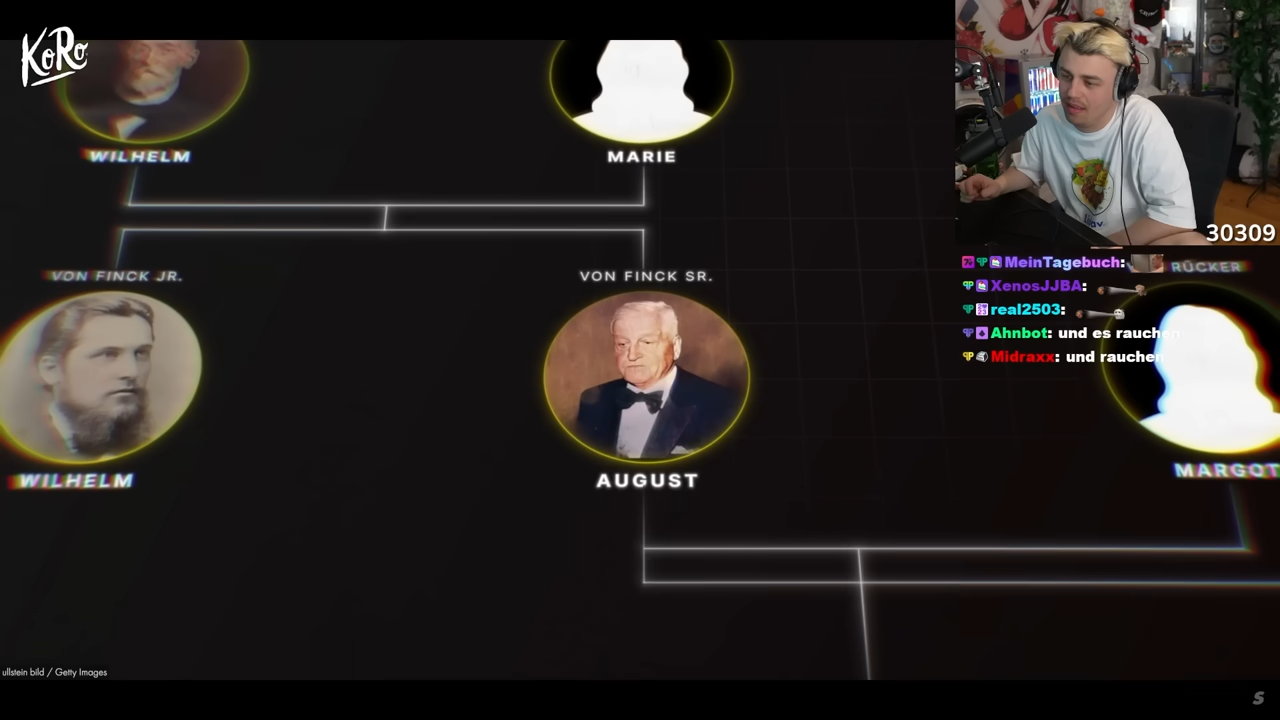 KoRo
WILHELM
MARIE
VON FINCK JR.
VON FINCK SR.
RÜCKER
WILHELM
AUGUST
MARGOT
30309
MeinTagebuch:
XenosJJBA:
real2503:
Ahnbot: und es rauchen
Midraxx: und rauchen
ullstein bild / Getty Images
S